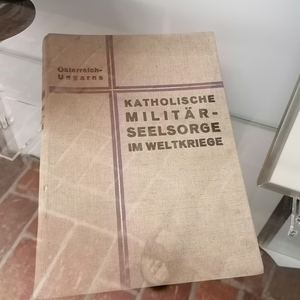 Österreich-
Ungarns
KATHOLISCHE
MILITÄR-
SEELSORGE
IM WELTKRIEGE